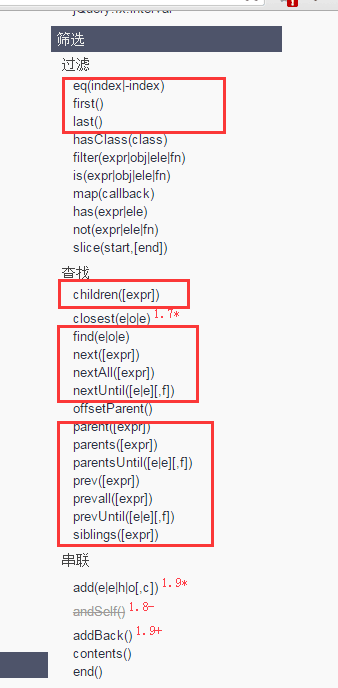 jQuery.fx.interval
筛选
过滤
eq(index|-index)
first()
last()
hasClass(class)
filter(expr|obj|ele|fn)
is(expr|obj|ele|fn)
map(callback)
has(expr|ele)
not(expr|ele|fn)
slice(start,[end])
查找
children([expr])
closest(e|o|e) 1.7*
find(e|o|e)
next([expr])
nextAll([expr])
nextUntil([e|e][,f])
offsetParent()
parent([expr])
parents([expr])
parentsUntil([e|e][,f])
prev([expr])
prevall([expr])
prevUntil([e|e][,f])
siblings([expr])
串联
add(e|e|h|o[,c]) 1.9*
andSelf() 1.8-
addBack() 1.9+
contents()
end()